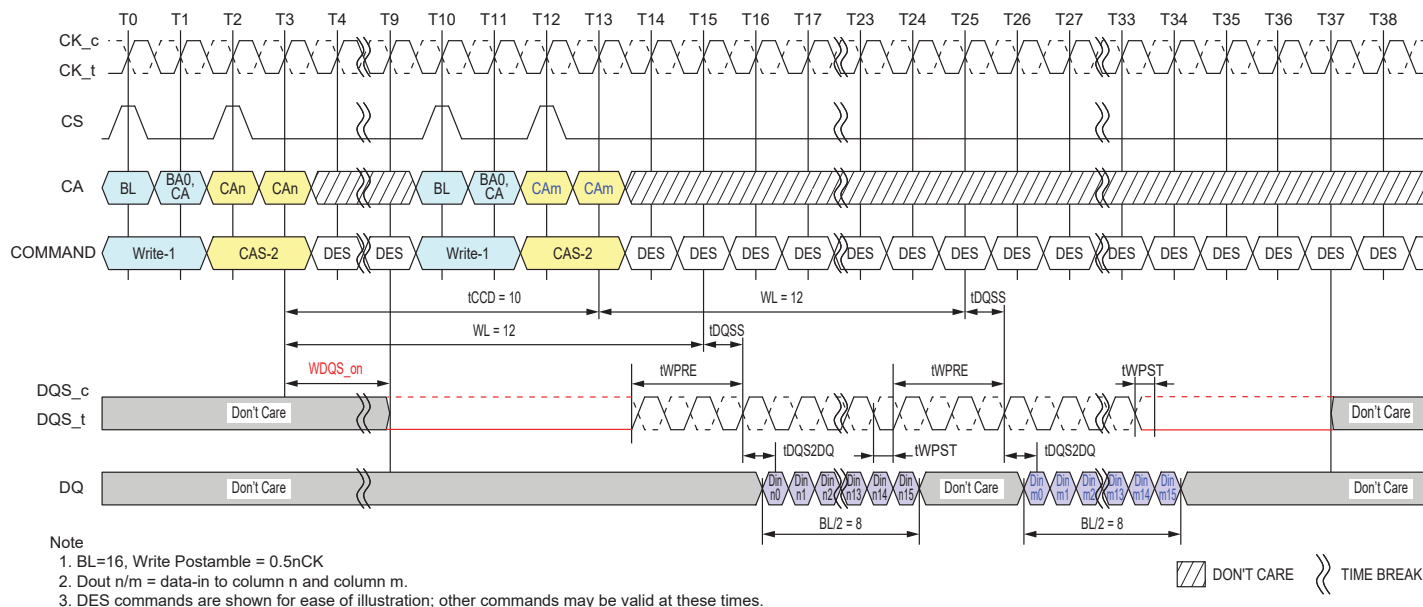 T0 T1 T2 T3 T4 T9 T10 T11 T12 T13 T14 T15 T16 T17 T23 T24 T25 T26 T27 T33 T34 T35 T36 T37 T38
CK_c
CK_t
CS
CA BL BA0, CA CAn CAn BL BA0, CA CAm CAm
COMMAND Write-1 CAS-2 DES DES Write-1 CAS-2 DES DES DES DES DES DES DES DES DES DES DES DES DES DES DES
tCCD = 10 WL = 12 tDQSS
WL = 12 tDQSS
WDQS_on tWPRE tWPRE tWPST
DQS_c
DQS_t Don't Care Don't Care
tDQS2DQ tWPST tDQS2DQ
DQ Don't Care Din n0 Din n1 Din n2 Din n13 Din n14 Din n15 Don't Care Din m0 Din m1 Din m2 Din m13 Din m14 Din m15 Don't Care
BL/2 = 8 BL/2 = 8
Note
1. BL=16, Write Postamble = 0.5nCK
2. Dout n/m = data-in to column n and column m.
3. DES commands are shown for ease of illustration; other commands may be valid at these times.
DON'T CARE TIME BREAK